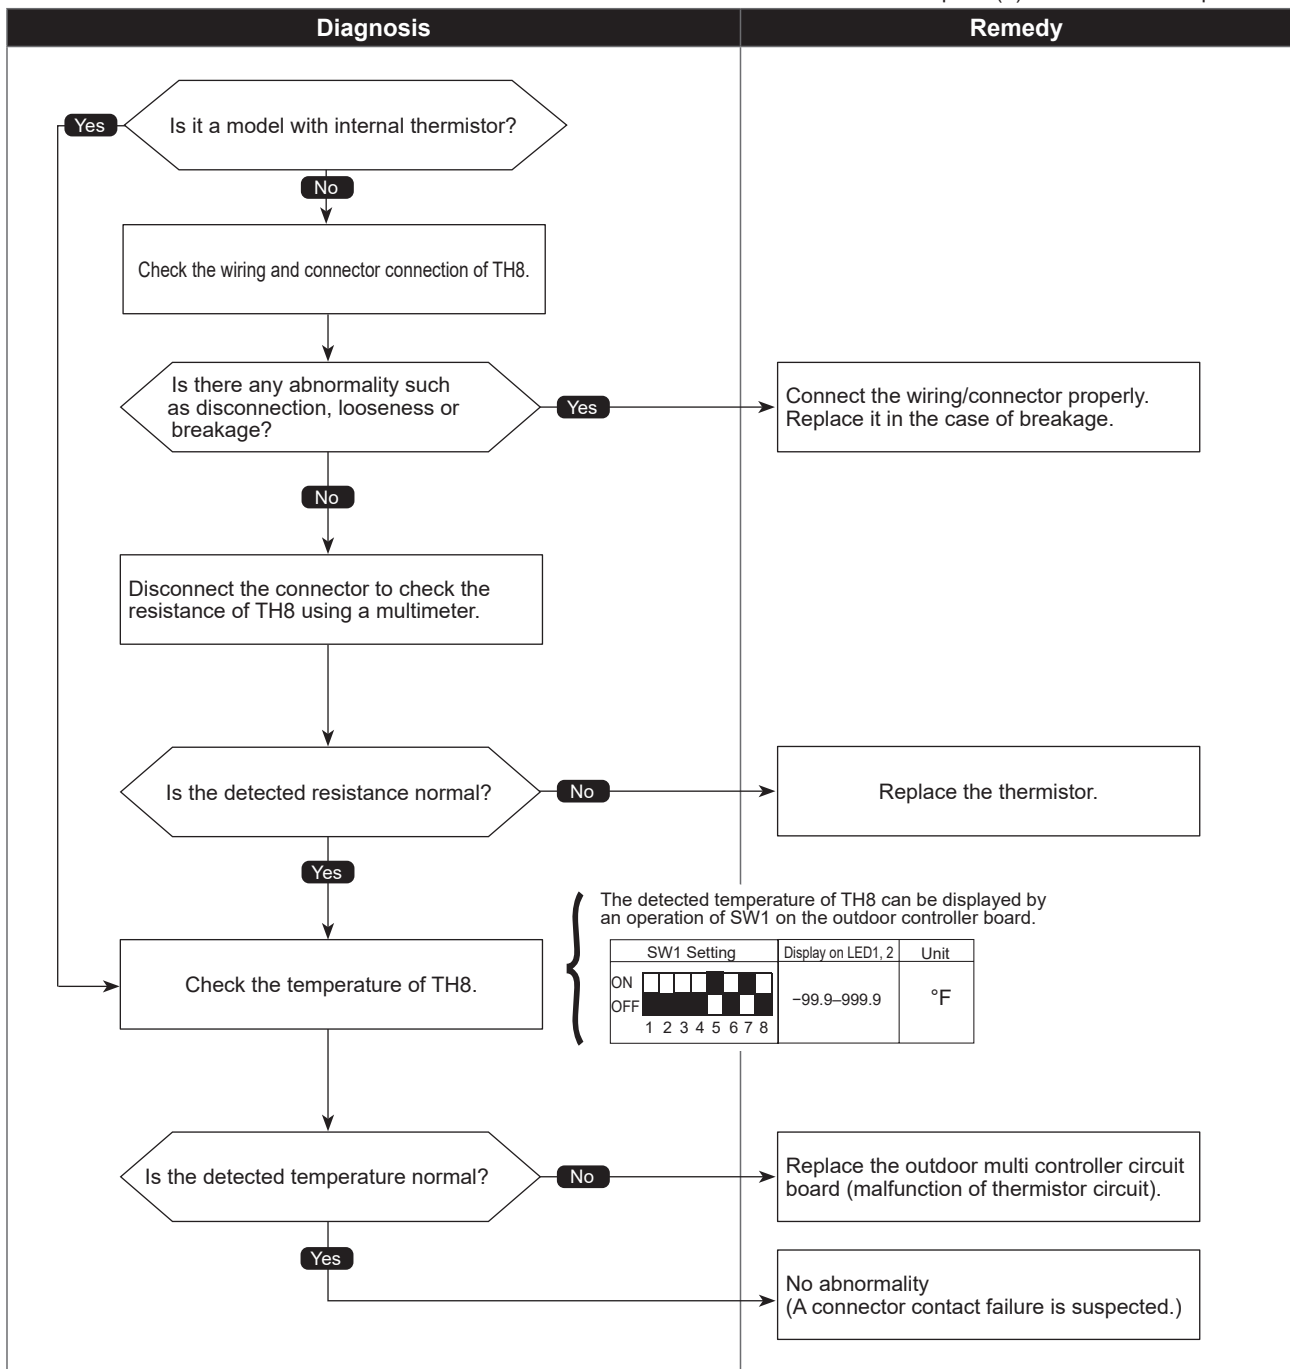 Diagnosis
Remedy
Is it a model with internal thermistor?
Yes
No
Check the wiring and connector connection of TH8.
Is there any abnormality such
as disconnection, looseness or
breakage?
Yes
Connect the wiring/connector properly.
Replace it in the case of breakage.
No
Disconnect the connector to check the
resistance of TH8 using a multimeter.
Is the detected resistance normal?
No
Replace the thermistor.
Yes
The detected temperature of TH8 can be displayed by
an operation of SW1 on the outdoor controller board.
SW1 Setting
Display on LED1, 2
Unit
ON
OFF
1 2 3 4 5 6 7 8
−99.9–999.9
°F
Check the temperature of TH8.
Is the detected temperature normal?
No
Replace the outdoor multi controller circuit
board (malfunction of thermistor circuit).
Yes
No abnormality
(A connector contact failure is suspected.)